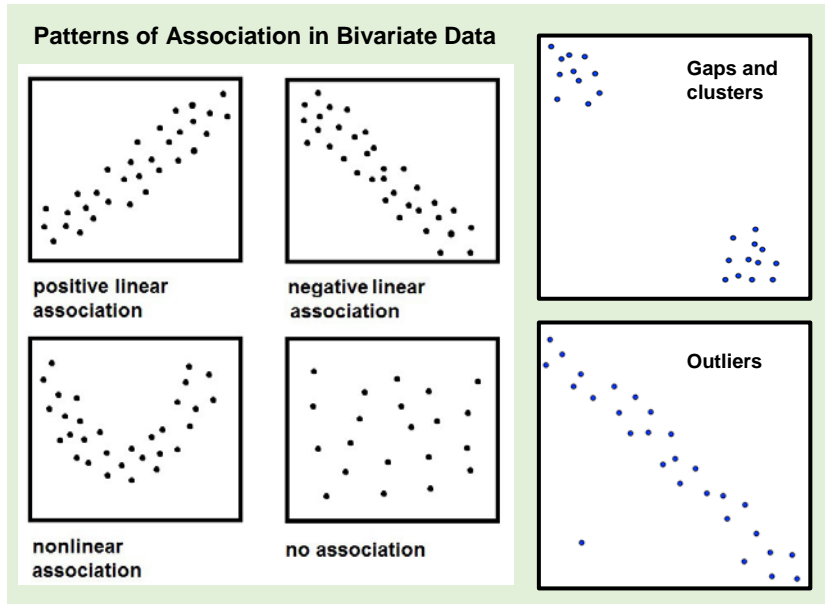 Patterns of Association in Bivariate Data
positive linear
association
negative linear
association
nonlinear
association
no association
Gaps and
clusters
Outliers